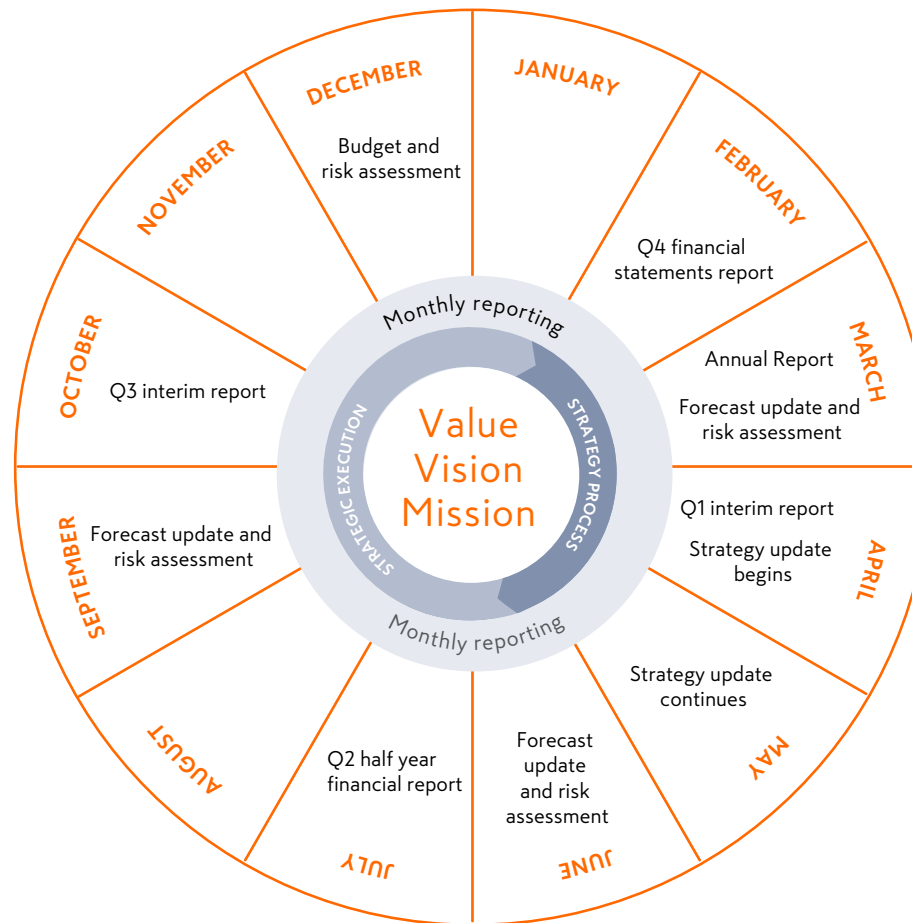 JANUARY
FEBRUARY
Q4 financial
statements report
MARCH
Annual Report
Forecast update and
risk assessment
APRIL
Q1 interim report
Strategy update
begins
MAY
Strategy update
continues
JUNE
Forecast
update
and risk
assessment
JULY
Q2 half year
financial report
AUGUST
SEPTEMBER
Forecast update and
risk assessment
OCTOBER
Q3 interim report
NOVEMBER
DECEMBER
Budget and
risk assessment
Monthly reporting
STRATEGY PROCESS
STRATEGIC EXECUTION
Value
Vision
Mission
Monthly reporting